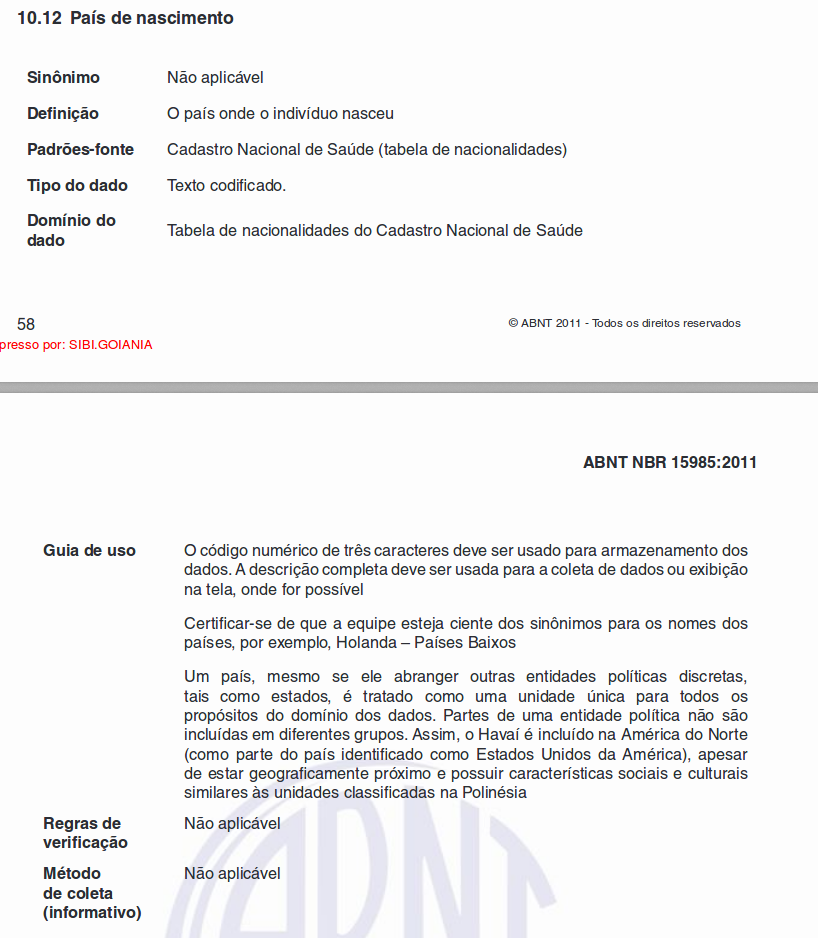 10.12 País de nascimento
Sinônimo Não aplicável
Definição O país onde o indivíduo nasceu
Padrões-fonte Cadastro Nacional de Saúde (tabela de nacionalidades)
Tipo do dado Texto codificado.
Domínio do
dado Tabela de nacionalidades do Cadastro Nacional de Saúde
58 © ABNT 2011 - Todos os direitos reservados
presso por: SIBI.GOIANIA
ABNT NBR 15985:2011
Guia de uso O código numérico de três caracteres deve ser usado para armazenamento dos
dados. A descrição completa deve ser usada para a coleta de dados ou exibição
na tela, onde for possível
Certificar-se de que a equipe esteja ciente dos sinônimos para os nomes dos
países, por exemplo, Holanda – Países Baixos
Um país, mesmo se ele abranger outras entidades políticas discretas,
tais como estados, é tratado como uma unidade única para todos os
propósitos do domínio dos dados. Partes de uma entidade política não são
incluídas em diferentes grupos. Assim, o Havaí é incluído na América do Norte
(como parte do país identificado como Estados Unidos da América), apesar
de estar geograficamente próximo e possuir características sociais e culturais
similares às unidades classificadas na Polinésia
Regras de Não aplicável
verificação
Método Não aplicável
de coleta
(informativo)
ABNT